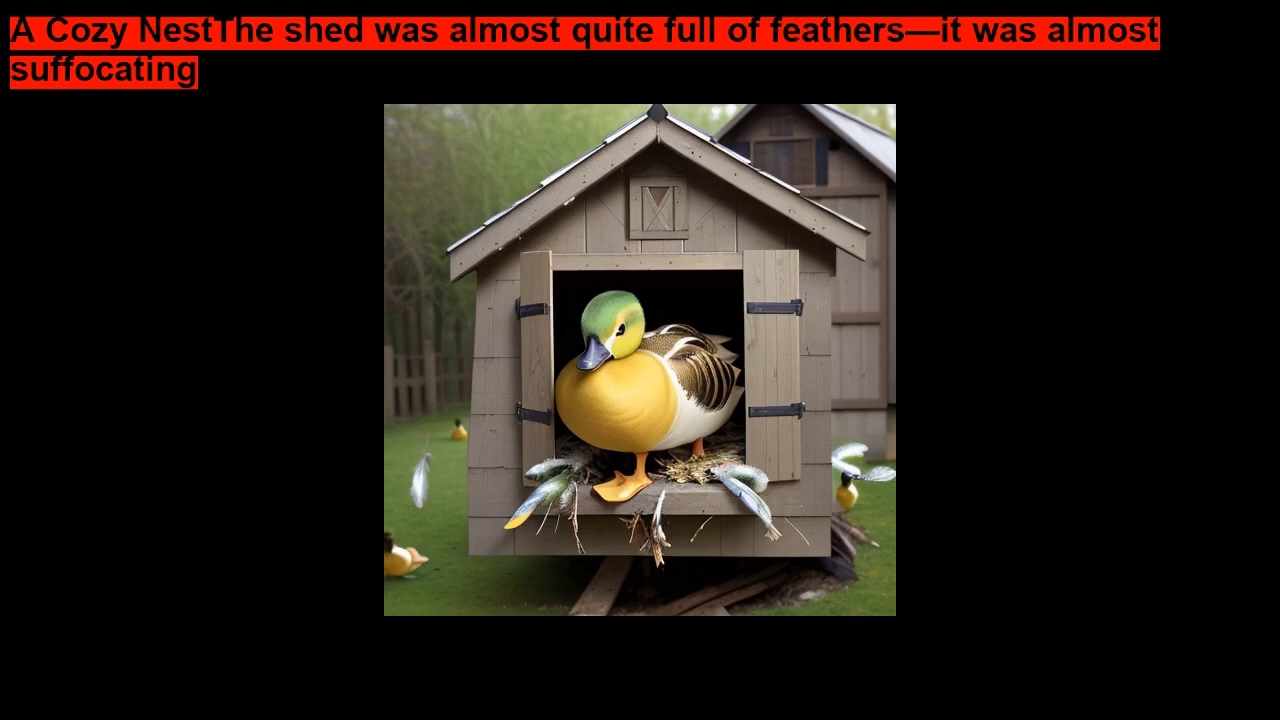 A Cozy NestThe shed was almost quite full of feathers—it was almost
suffocating